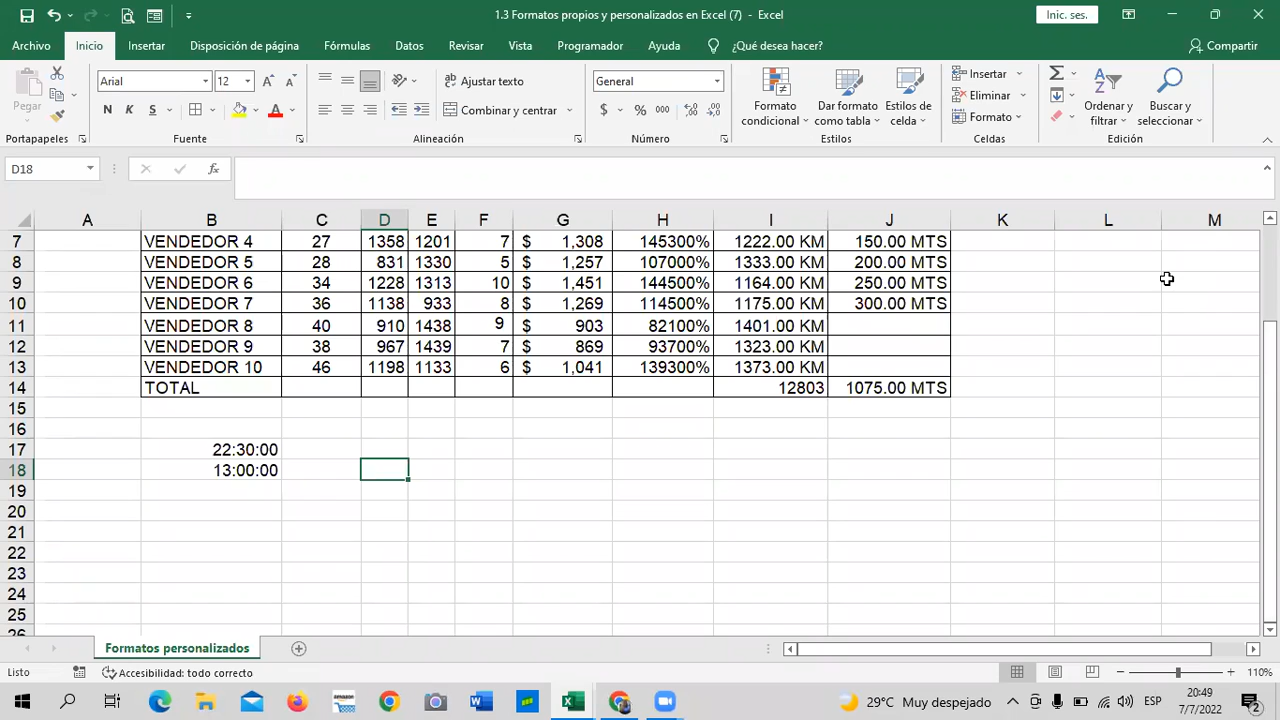 1.3 Formatos propios y personalizados en Excel (7) - Excel
Inic. ses.
Archivo Inicio Insertar Disposición de página Fórmulas Datos Revisar Vista Programador Ayuda ¿Qué desea hacer? Compartir
Pegar
Arial 12
N K S
Ajustar texto
Combinar y centrar
General
$ % 000
Formato condicional
Dar formato como tabla
Estilos de celda
Insertar
Eliminar
Formato
Ordenar y filtrar
Buscar y seleccionar
Portapapeles Fuente Alineación Número Estilos Celdas Edición
D18
fx
A B C D E F G H I J K L M
7 VENDEDOR 4 27 1358 1201 7 $ 1,308 145300% 1222.00 KM 150.00 MTS
8 VENDEDOR 5 28 831 1330 5 $ 1,257 107000% 1333.00 KM 200.00 MTS
9 VENDEDOR 6 34 1228 1313 10 $ 1,451 144500% 1164.00 KM 250.00 MTS
10 VENDEDOR 7 36 1138 933 8 $ 1,269 114500% 1175.00 KM 300.00 MTS
11 VENDEDOR 8 40 910 1438 9 $ 903 82100% 1401.00 KM
12 VENDEDOR 9 38 967 1439 7 $ 869 93700% 1323.00 KM
13 VENDEDOR 10 46 1198 1133 6 $ 1,041 139300% 1373.00 KM
14 TOTAL 12803 1075.00 MTS
15
16
17 22:30:00
18 13:00:00
19
20
21
22
23
24
25
26
Formatos personalizados
Listo Accesibilidad: todo correcto 110%
29°C Muy despejado ESP 20:49
7/7/2022
2